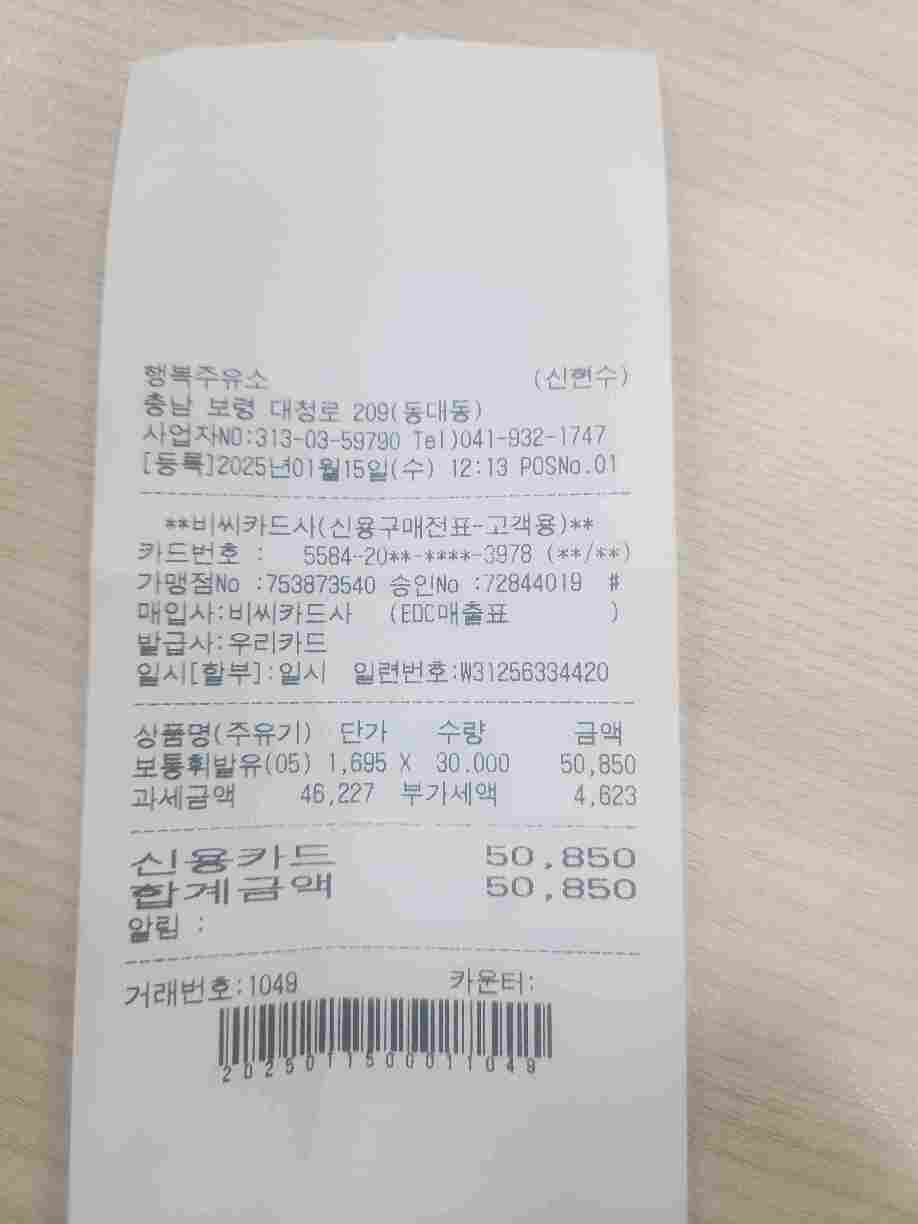 행복주유소 (신현수)
충남 보령 대청로 209(동대동)
사업자NO:313-03-59790 Tel)041-932-1747
[등록]2025년01월15일(수) 12:13 POSNo.01
**비씨카드사(신용구매전표-고객용)**
카드번호 : 5584-20**-****-3978 (**/**)
가맹점No :753873540 승인No :72844019 #
매입사:비씨카드사 (EDC매출표 )
발급사:우리카드
일시[할부]:일시 일련번호:W31256334420
상품명(주유기) 단가 수량 금액
보통휘발유(05) 1,695 X 30.000 50,850
과세금액 46,227 부가세액 4,623
신용카드 50,850
합계금액 50,850
알림 :
거래번호:1049 카운터:
20250115000011049